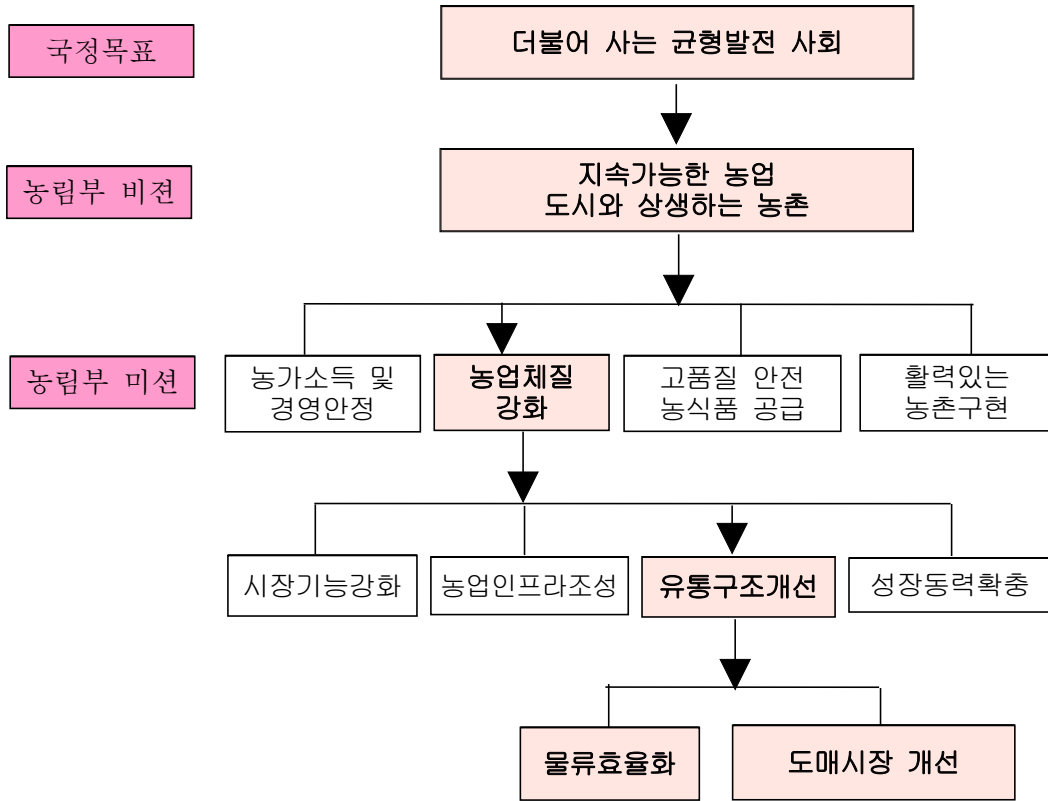 국정목표
더불어 사는 균형발전 사회
농림부 비젼
지속가능한 농업
도시와 상생하는 농촌
농림부 미션
농가소득 및
경영안정
농업체질
강화
고품질 안전
농식품 공급
활력있는
농촌구현
시장기능강화
농업인프라조성
유통구조개선
성장동력확충
물류효율화
도매시장 개선